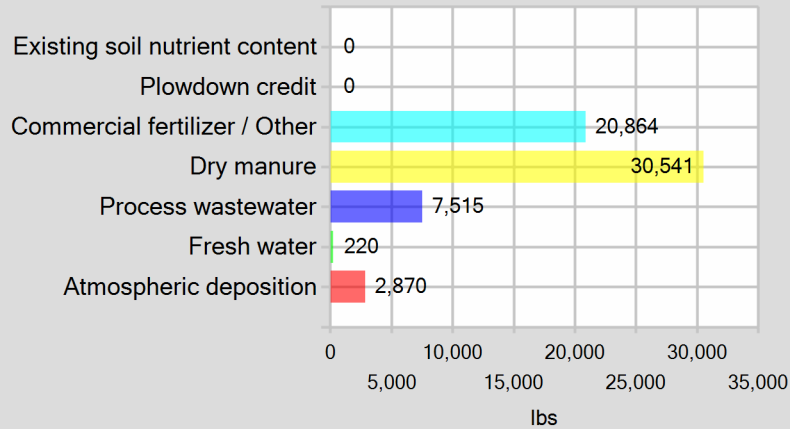 Existing soil nutrient content 0
Plowdown credit 0
Commercial fertilizer / Other 20,864
Dry manure 30,541
Process wastewater 7,515
Fresh water 220
Atmospheric deposition 2,870
0 10,000 20,000 30,000
5,000 15,000 25,000 35,000
lbs